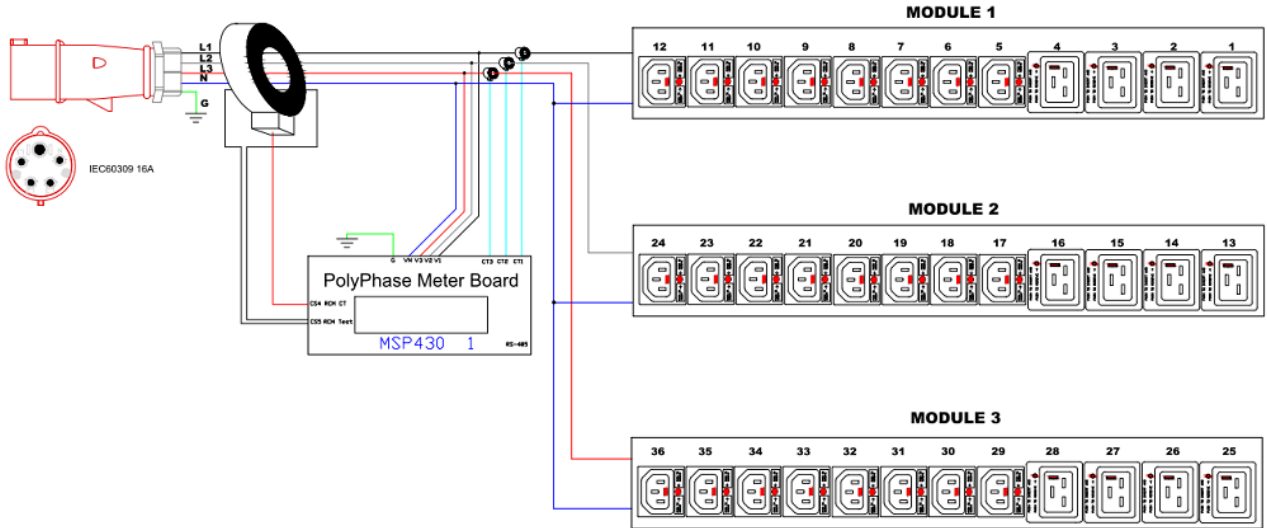 MODULE 1
12 11 10 9 8 7 6 5 4 3 2 1
L1
L2
L3
N
G
IEC60309 16A
MODULE 2
24 23 22 21 20 19 18 17 16 15 14 13
G VN V3 V2 V1 CT3 CT2 CT1
PolyPhase Meter Board
CS4 RCM CT
CS5 RCM Test
MSP430 1
RS-485
MODULE 3
36 35 34 33 32 31 30 29 28 27 26 25